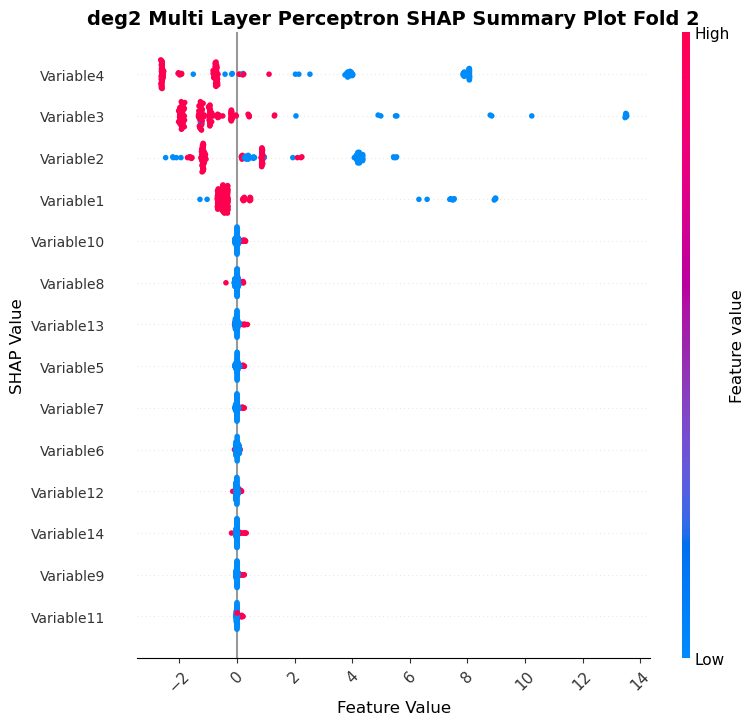 deg2 Multi Layer Perceptron SHAP Summary Plot Fold 2
High
Variable4
Variable3
Variable2
Variable1
Variable10
Variable8
Variable13
Variable5
Variable7
Variable6
Variable12
Variable14
Variable9
Variable11
SHAP Value
Feature value
Low
−2
0
2
4
6
8
10
12
14
Feature Value